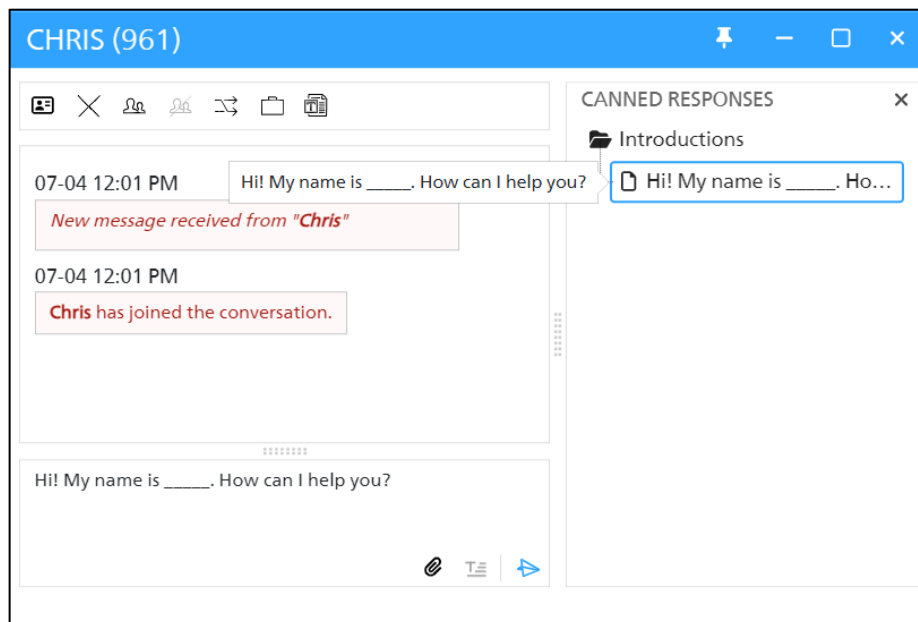 CHRIS (961)
CANNED RESPONSES
Introductions
Hi! My name is _____. Ho...
Hi! My name is _____. How can I help you?
07-04 12:01 PM
New message received from "Chris"
07-04 12:01 PM
Chris has joined the conversation.
Hi! My name is _____. How can I help you?